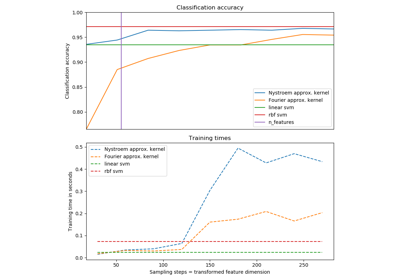 Classification accuracy
1.00
0.95
0.90
0.85
0.80
Classification accuracy
Nystroem approx. kernel
Fourier approx. kernel
linear svm
rbf svm
n_features
Training times
0.5
0.4
0.3
0.2
0.1
0.0
Training time in seconds
Nystroem approx. kernel
Fourier approx. kernel
linear svm
rbf svm
50
100
150
200
250
Sampling steps = transformed feature dimension